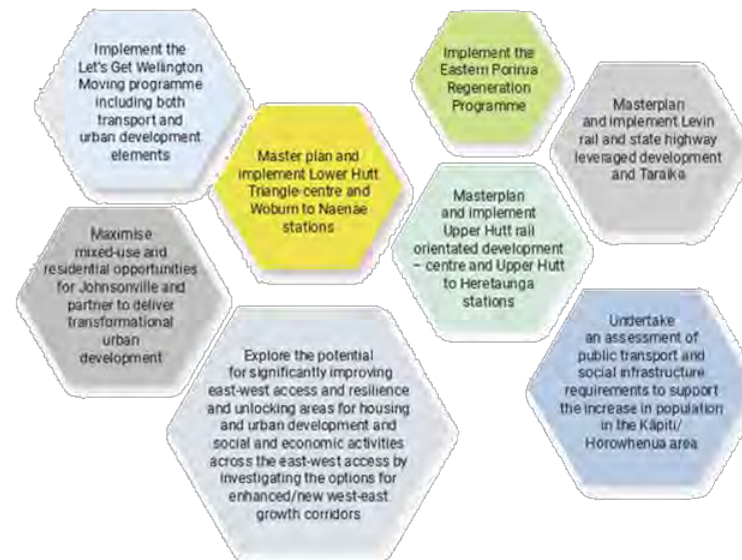 Implement the
Let's Get Wellington
Moving programme
including both
transport and
urban development
elements
Implement the
Eastern Porirua
Regeneration
Programme
Masterplan
and implement Levin
rail and state highway
leveraged development
and Taraika
Master plan and
implement Lower Hutt
Triangle-centre and
Woburn to Naenae
stations
Masterplan
and implement
Upper Hutt rail
orientated development
– centre and Upper Hutt
to Heretaunga
stations
Maximise
mixed-use and
residential opportunities
for Johnsonville and
partner to deliver
transformational
urban
development
Explore the potential
for significantly improving
east-west access and resilience
and unlocking areas for housing
and urban development and
social and economic activities
across the east-west access by
investigating the options for
enhanced/new west-east
growth corridors
Undertake
an assessment of
public transport and
social infrastructure
requirements to support
the increase in population
in the Kāpiti/
Horowhenua area